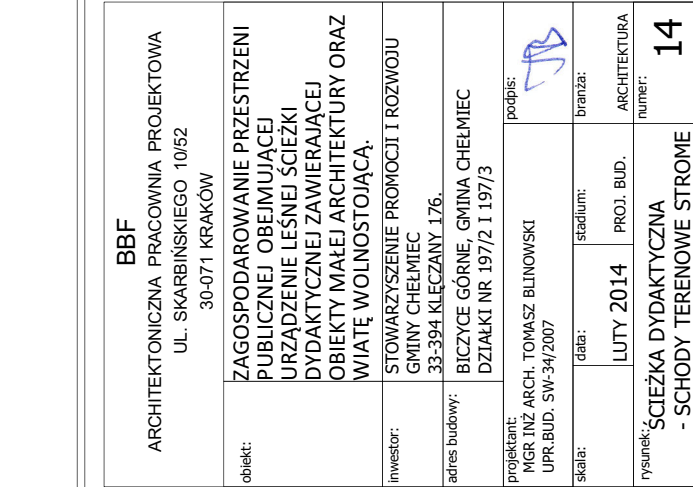 BBF
ARCHITEKTONICZNA PRACOWNIA PROJEKTOWA
UL. SKARBIŃSKIEGO 10/52
30-071 KRAKÓW
obiekt:
ZAGOSPODAROWANIE PRZESTRZENI
PUBLICZNEJ OBEJMUJĄCEJ
URZĄDZENIE LEŚNEJ ŚCIEŻKI
DYDAKTYCZNEJ ZAWIERAJĄCEJ
OBIEKTY MAŁEJ ARCHITEKTURY ORAZ
WIATĘ WOLNOSTOJĄCĄ.
inwestor:
STOWARZYSZENIE PROMOCJI I ROZWOJU
GMINY CHEŁMIEC
33-394 KLĘCZANY 176.
adres budowy:
BICZYCE GÓRNE, GMINA CHEŁMIEC
DZIAŁKI NR 197/2 I 197/3
projektant:
MGR INŻ ARCH. TOMASZ BLINOWSKI
UPR.BUD. SW-34/2007
podpis:
skala:
data:
LUTY 2014
stadium:
PROJ. BUD.
branża:
ARCHITEKTURA
rysunek:
ŚCIEŻKA DYDAKTYCZNA
- SCHODY TERENOWE STROME
numer:
14